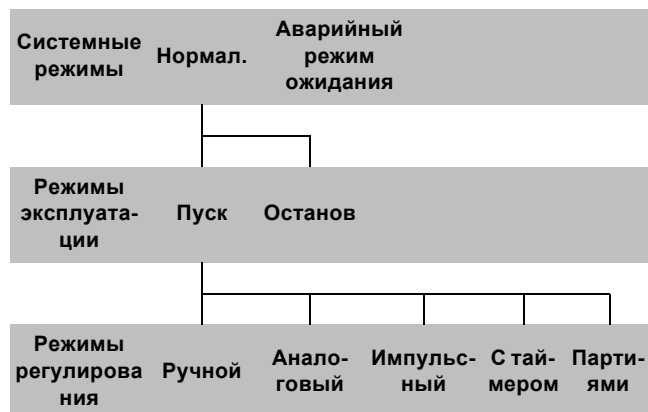 Системные режимы
Нормал.
Аварийный режим ожидания
Режимы эксплуата-ции
Пуск
Останов
Режимы регулирова ния
Ручной
Анало-говый
Импульс-ный
С тай-мером
Парти-ями